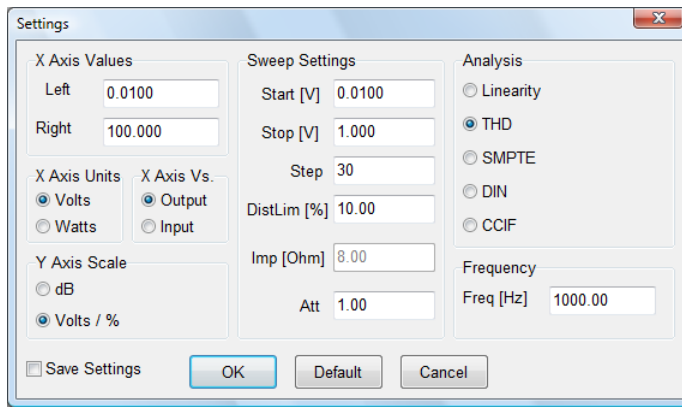 Settings
X Axis Values
Left 0.0100
Right 100.000
X Axis Units
Volts
Watts
X Axis Vs.
Output
Input
Y Axis Scale
dB
Volts / %
Sweep Settings
Start [V] 0.0100
Stop [V] 1.000
Step 30
DistLim [%] 10.00
Imp [Ohm] 8.00
Att 1.00
Analysis
Linearity
THD
SMPTE
DIN
CCIF
Frequency
Freq [Hz] 1000.00
Save Settings
OK
Default
Cancel